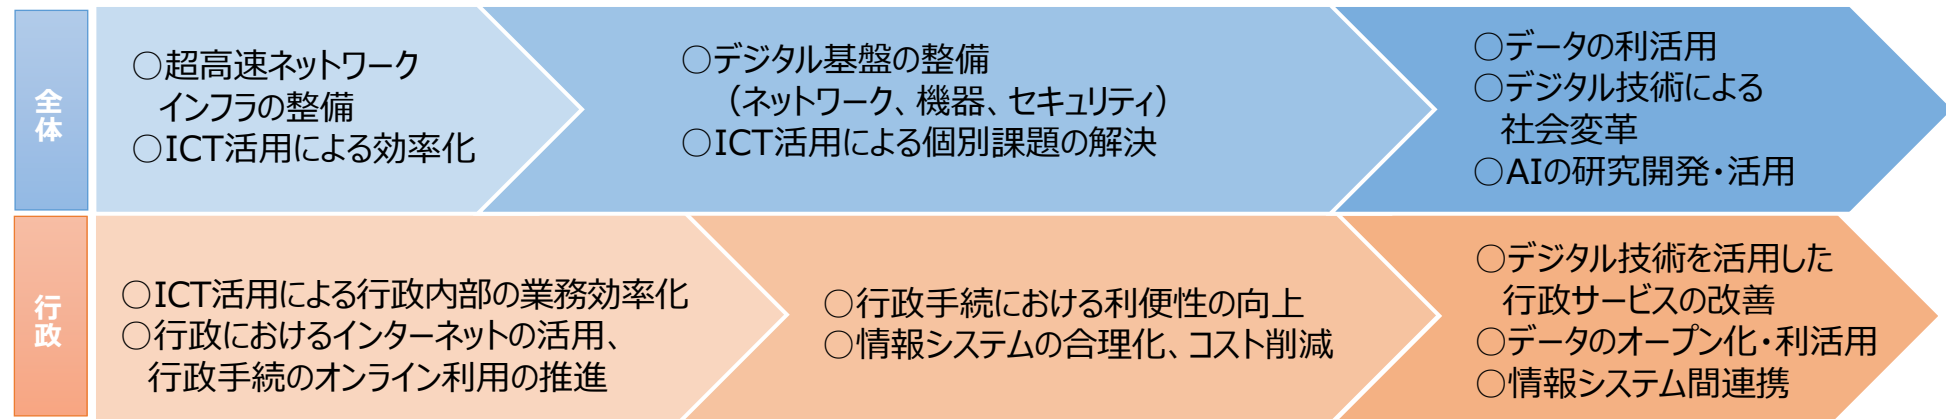 全体
○超高速ネットワーク
インフラの整備
○ICT活用による効率化
○デジタル基盤の整備
（ネットワーク、機器、セキュリティ）
○ICT活用による個別課題の解決
○データの利活用
○デジタル技術による
社会変革
○AIの研究開発・活用
行政
○ICT活用による行政内部の業務効率化
○行政におけるインターネットの活用、
行政手続のオンライン利用の推進
○行政手続における利便性の向上
○情報システムの合理化、コスト削減
○デジタル技術を活用した
行政サービスの改善
○データのオープン化・利活用
○情報システム間連携